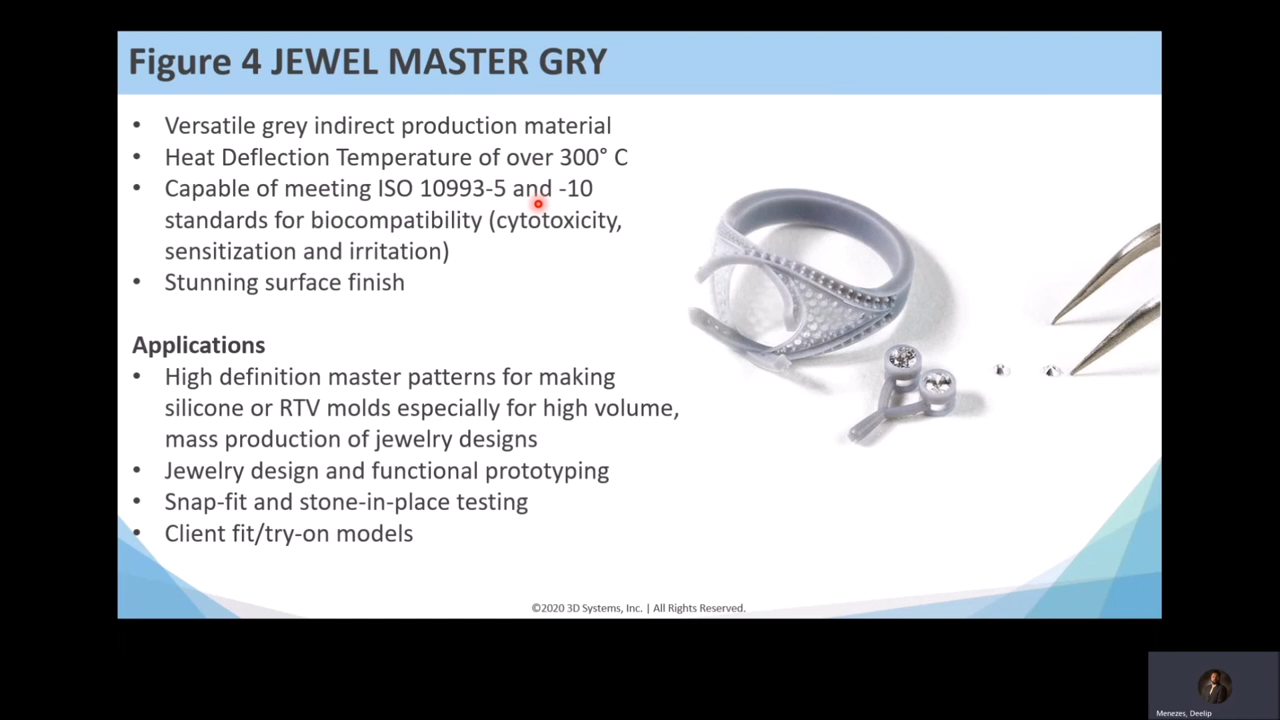 Figure 4 JEWEL MASTER GRY
• Versatile grey indirect production material
• Heat Deflection Temperature of over 300° C
• Capable of meeting ISO 10993-5 and -10
standards for biocompatibility (cytotoxicity,
sensitization and irritation)
• Stunning surface finish
Applications
• High definition master patterns for making
silicone or RTV molds especially for high volume,
mass production of jewelry designs
• Jewelry design and functional prototyping
• Snap-fit and stone-in-place testing
• Client fit/try-on models
©2020 3D Systems, Inc. | All Rights Reserved.
Menezes, Deelip